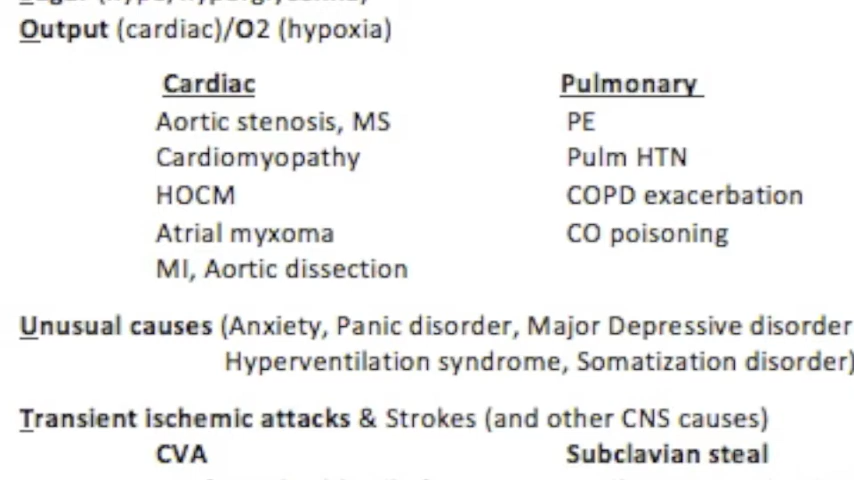 Output (cardiac)/O2 (hypoxia)
Cardiac Pulmonary
Aortic stenosis, MS PE
Cardiomyopathy Pulm HTN
HOCM COPD exacerbation
Atrial myxoma CO poisoning
MI, Aortic dissection
Unusual causes (Anxiety, Panic disorder, Major Depressive disorder
Hyperventilation syndrome, Somatization disorder)
Transient ischemic attacks & Strokes (and other CNS causes)
CVA Subclavian steal